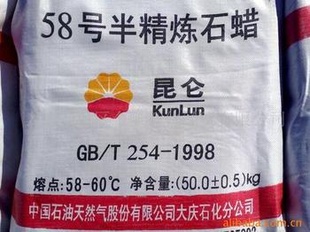 58号半精炼石蜡
昆仑
KunLun
GB/T 254-1998
熔点:58-60℃ 净含量:(50.0±0.5)kg
中国石油天然气股份有限公司大庆石化分公司